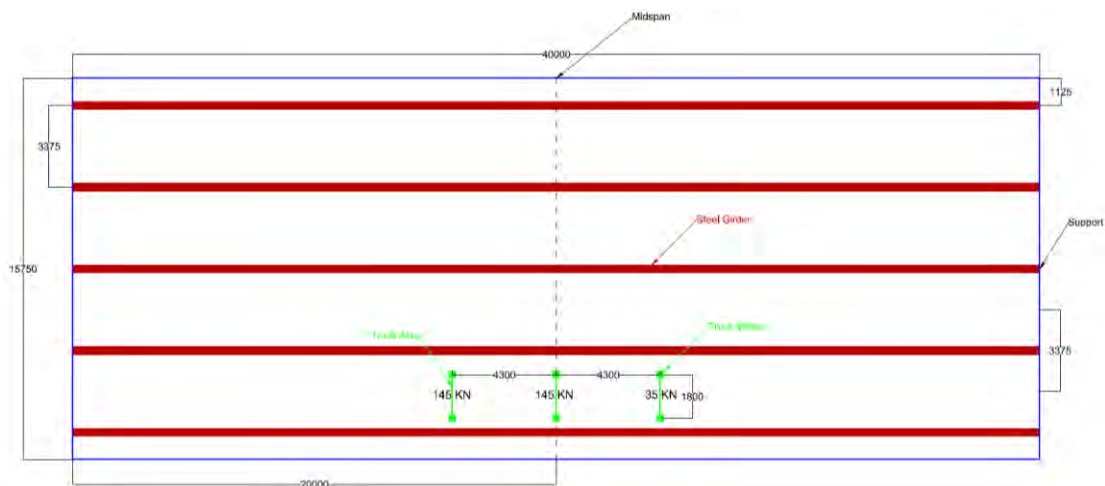 Midspan
40000
1125
3375
Steel Girder
Support
15750
Truck Wheel
3375
4300
4300
145 KN
145 KN
35 KN
1800
20000